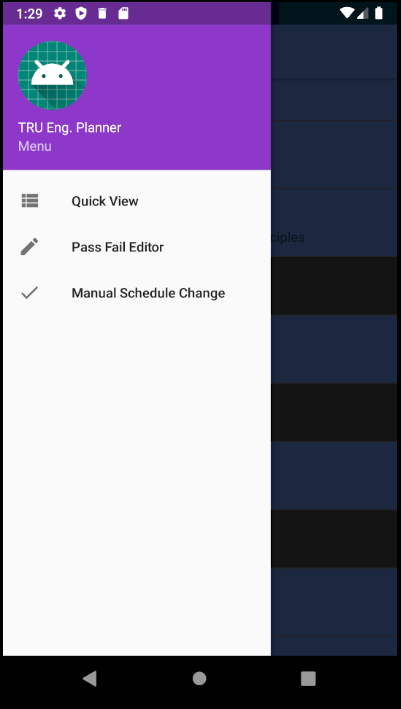 1:29
TRU Eng. Planner
Menu
Quick View
ciples
Pass Fail Editor
Manual Schedule Change